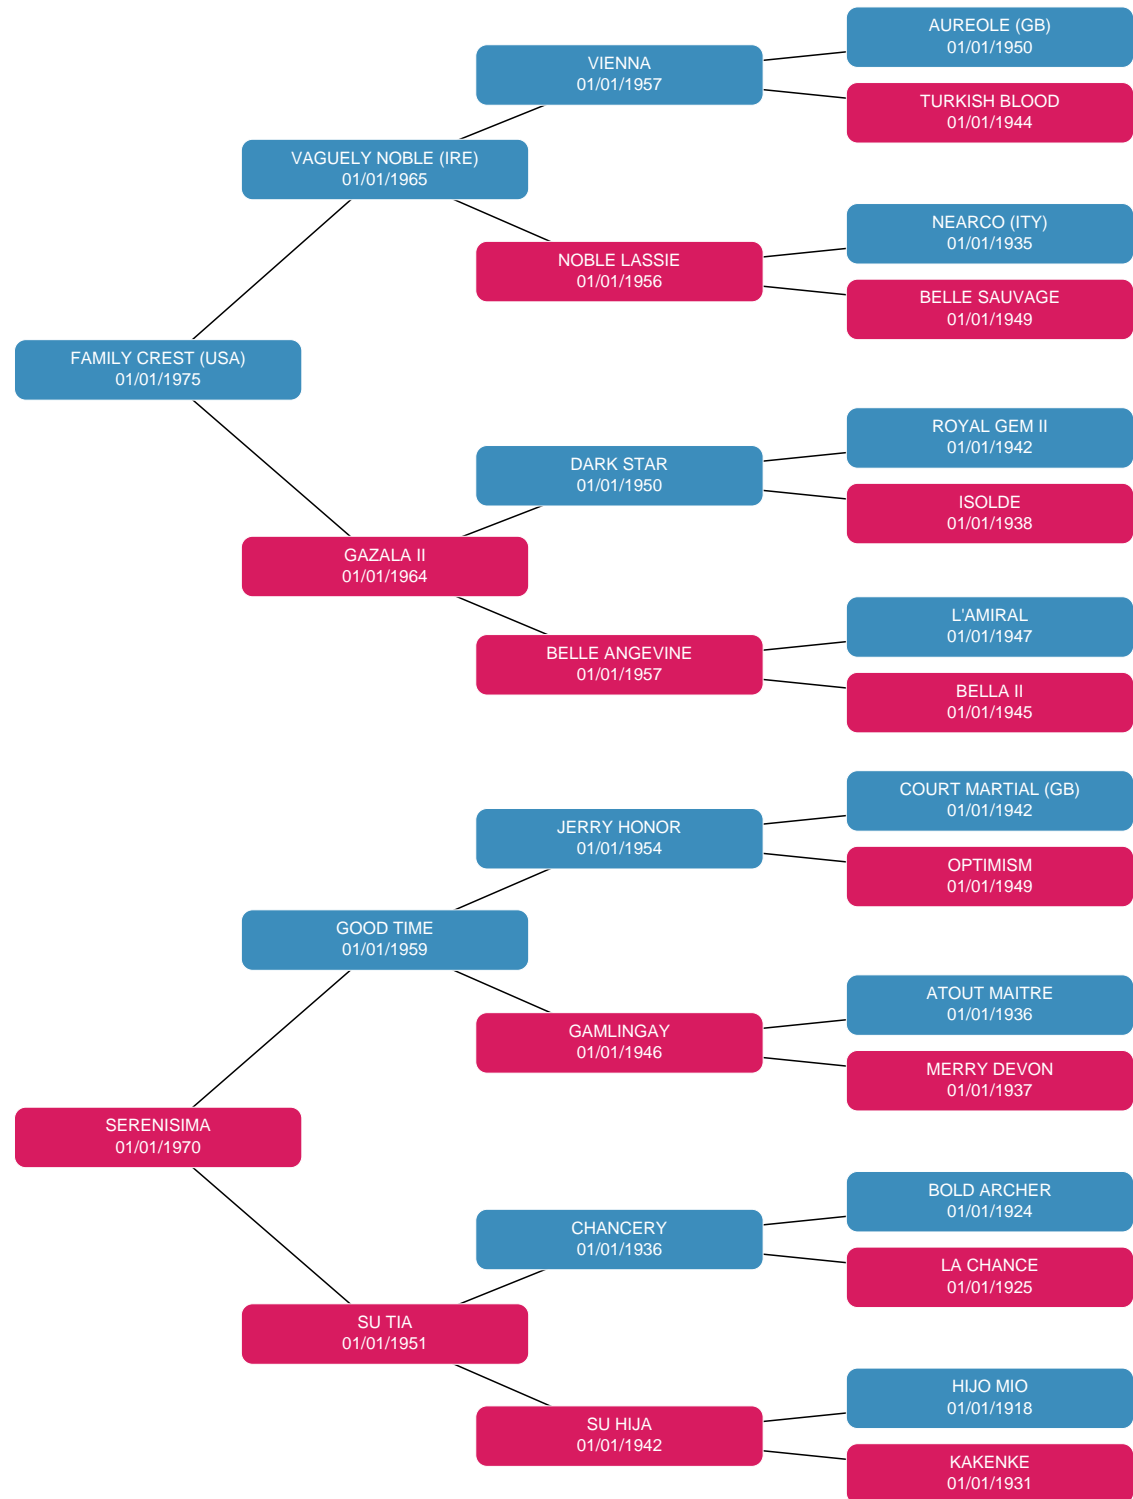 AUREOLE (GB)
01/01/1950
VIENNA
01/01/1957
TURKISH BLOOD
01/01/1944
VAGUELY NOBLE (IRE)
01/01/1965
NEARCO (ITY)
01/01/1935
NOBLE LASSIE
01/01/1956
BELLE SAUVAGE
01/01/1949
FAMILY CREST (USA)
01/01/1975
ROYAL GEM II
01/01/1942
DARK STAR
01/01/1950
ISOLDE
01/01/1938
GAZALA II
01/01/1964
L'AMIRAL
01/01/1947
BELLE ANGEVINE
01/01/1957
BELLA II
01/01/1945
COURT MARTIAL (GB)
01/01/1942
JERRY HONOR
01/01/1954
OPTIMISM
01/01/1949
GOOD TIME
01/01/1959
ATOUT MAITRE
01/01/1936
GAMLINGAY
01/01/1946
MERRY DEVON
01/01/1937
SERENISIMA
01/01/1970
BOLD ARCHER
01/01/1924
CHANCERY
01/01/1936
LA CHANCE
01/01/1925
SU TIA
01/01/1951
HIJO MIO
01/01/1918
SU HIJA
01/01/1942
KAKENKE
01/01/1931